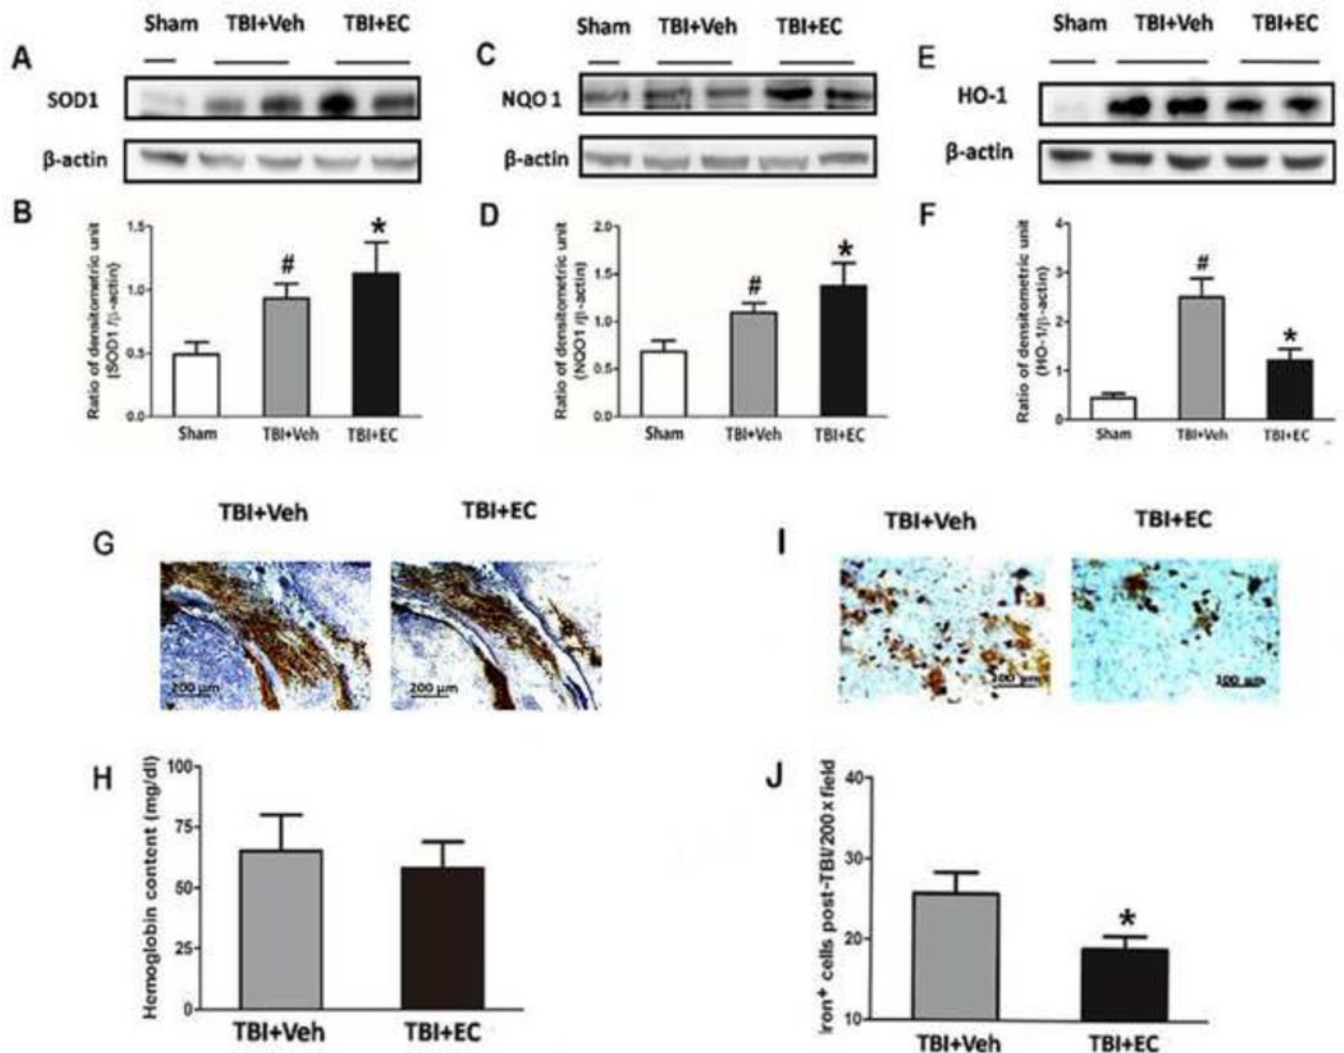 Sham TBI+Veh TBI+EC
A
SOD1
β-actin
B
Ratio of densitometric unit
(SOD1 /β-actin)
1.5
1.0
0.5
0.0
#
*
Sham TBI+Veh TBI+EC
Sham TBI+Veh TBI+EC
C
NQO 1
β-actin
D
Ratio of densitometric unit
(NQO1 /β-actin)
2.0
1.5
1.0
0.5
0.0
#
*
Sham TBI+Veh TBI+EC
Sham TBI+Veh TBI+EC
E
HO-1
β-actin
F
Ratio of densitometric unit
(HO-1/β-actin)
4
3
2
1
0
#
*
Sham TBI+Veh TBI+EC
TBI+Veh TBI+EC
G
200 µm
200 µm
TBI+Veh TBI+EC
I
100 µm
100 µm
H
Hemoglobin content (mg/dl)
100
75
50
25
0
TBI+Veh TBI+EC
J
iron+ cells post-TBI/200 x field
40
30
20
10
*
TBI+Veh TBI+EC